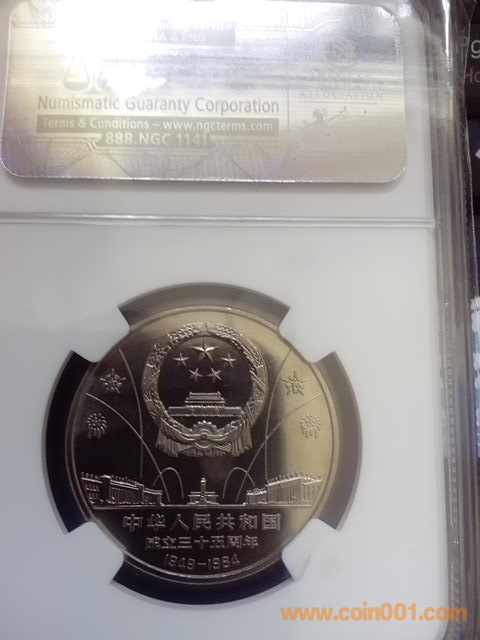 ASSOCIATION
Numismatic Guaranty Corporation
Terms & Conditions – www.ngcterms.com
888.NGC 1141
中华人民共和国
成立三十五周年
1949-1984
www.coin001.com